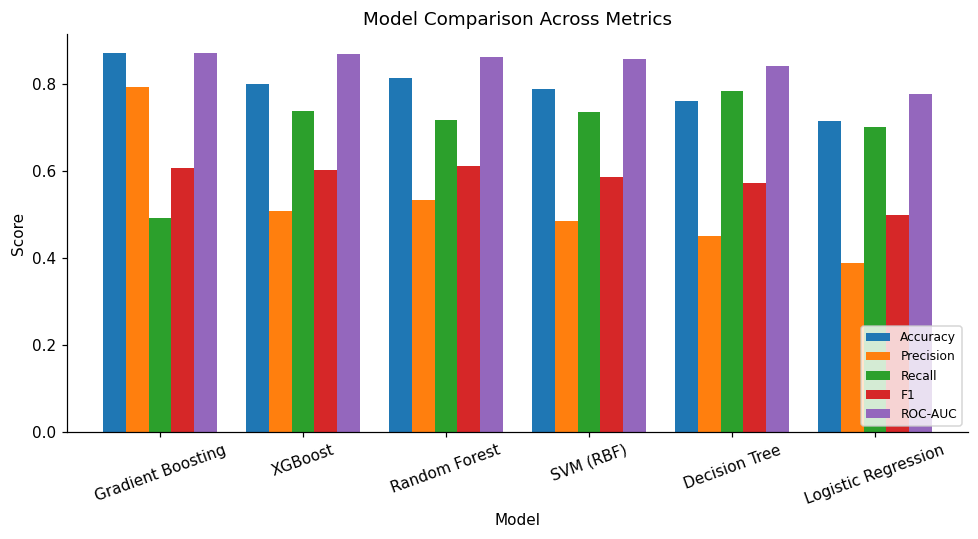 Model Comparison Across Metrics
Score
0.8
0.6
0.4
0.2
0.0
Accuracy
Precision
Recall
F1
ROC-AUC
Gradient Boosting
XGBoost
Random Forest
SVM (RBF)
Decision Tree
Logistic Regression
Model